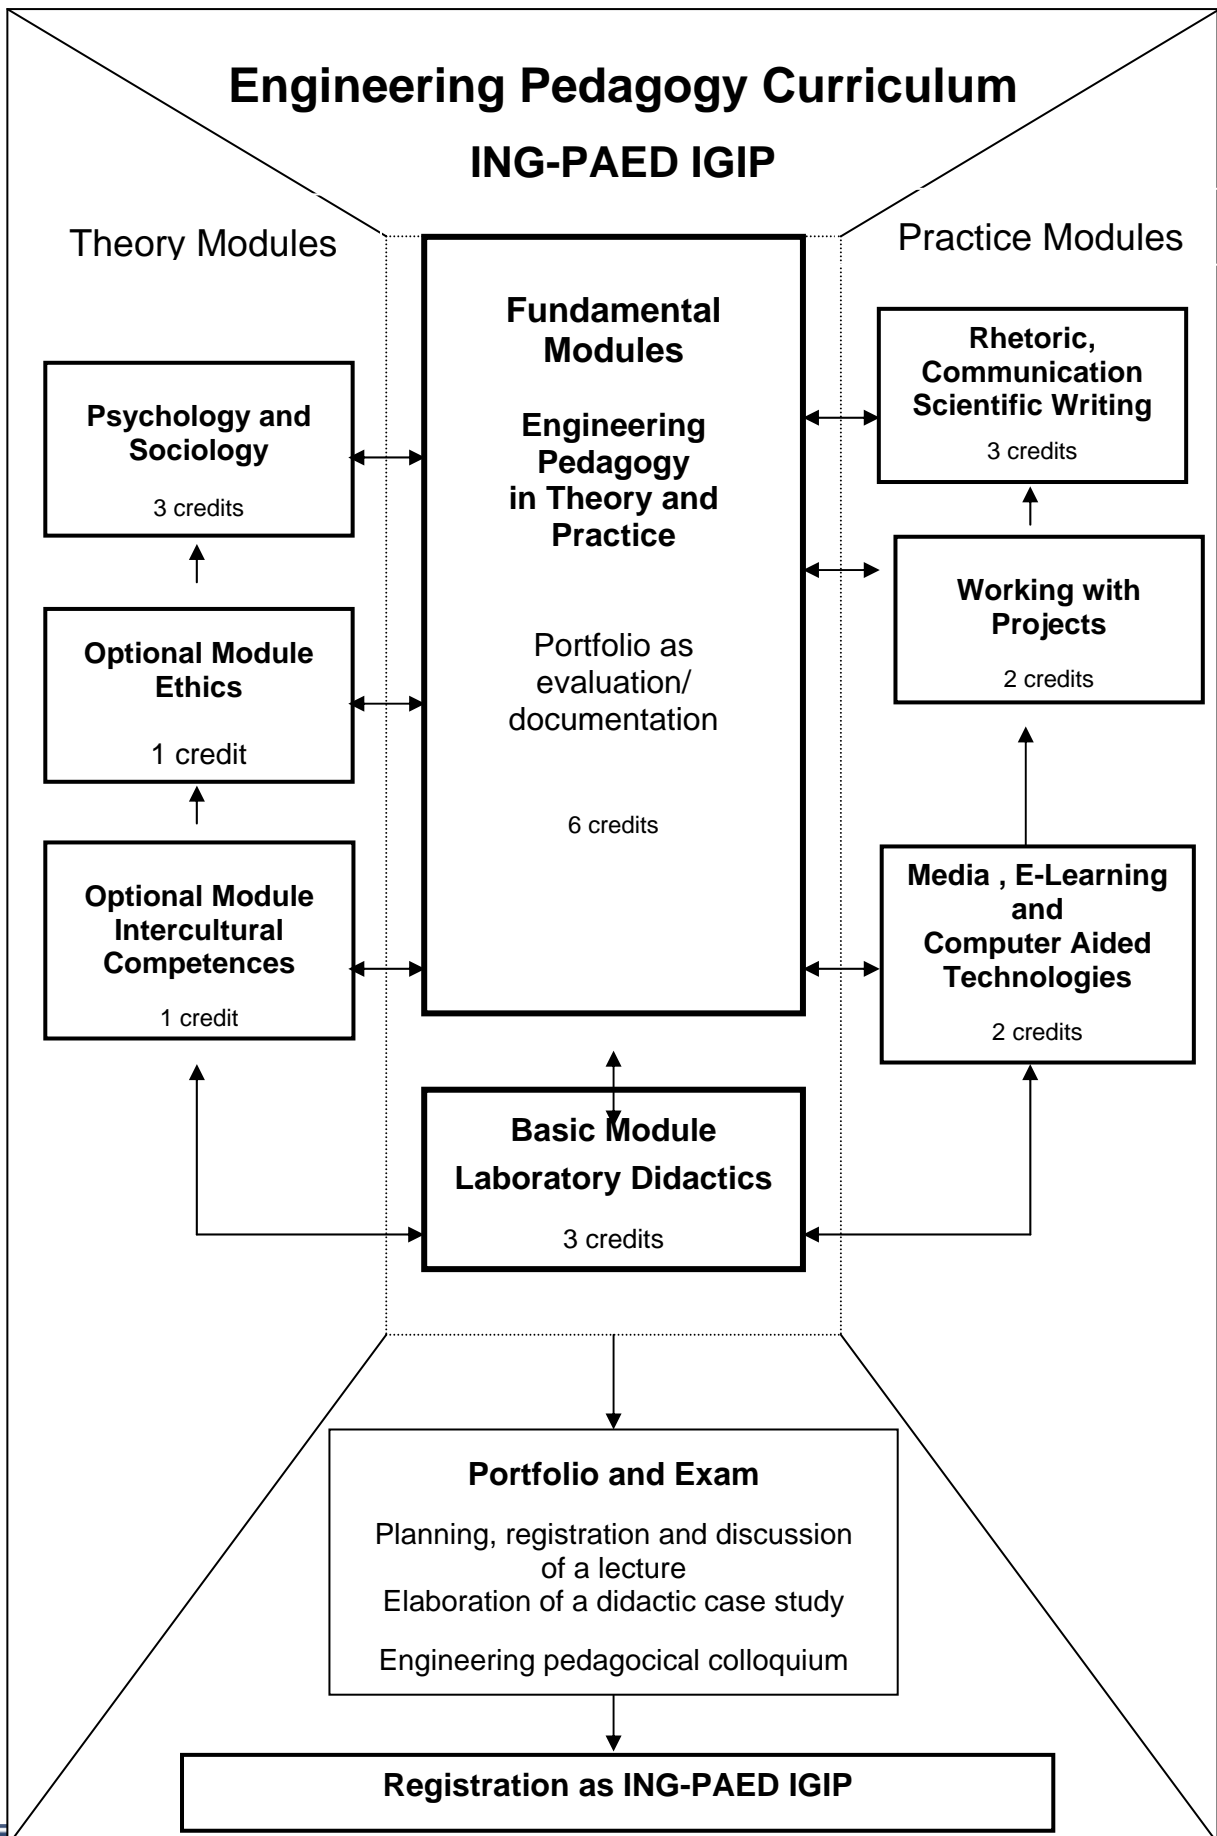 Engineering Pedagogy Curriculum
ING-PAED IGIP
Theory Modules
Psychology and
Sociology
3 credits
Optional Module
Ethics
1 credit
Optional Module
Intercultural
Competences
1 credit
Fundamental
Modules
Engineering
Pedagogy
in Theory and
Practice
Portfolio as
evaluation/
documentation
6 credits
Basic Module
Laboratory Didactics
3 credits
Practice Modules
Rhetoric,
Communication
Scientific Writing
3 credits
Working with
Projects
2 credits
Media , E-Learning
and
Computer Aided
Technologies
2 credits
Portfolio and Exam
Planning, registration and discussion
of a lecture
Elaboration of a didactic case study
Engineering pedagocical colloquium
Registration as ING-PAED IGIP